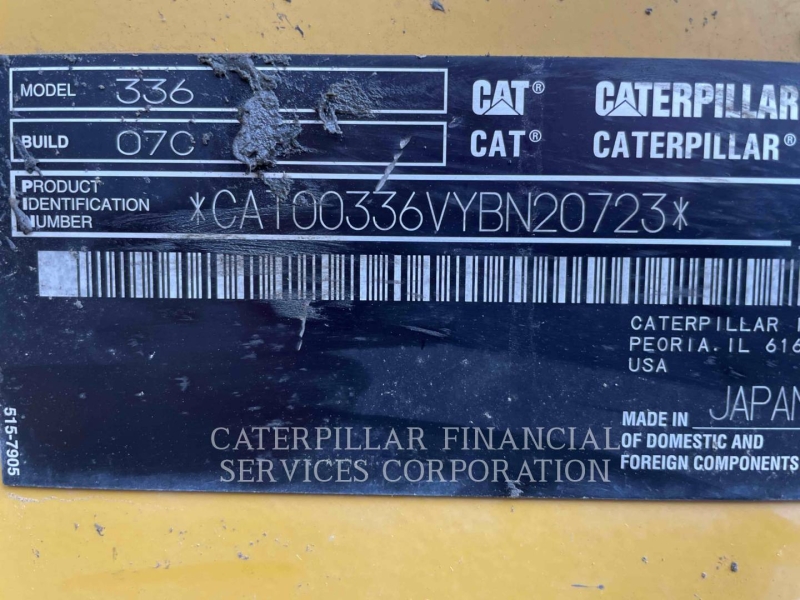 MODEL 336
BUILD 07C
CAT® CATERPILLAR
CAT® CATERPILLAR®
PRODUCT
IDENTIFICATION
NUMBER
*CAT00336VYBN20723*
CATERPILLAR
PEORIA, IL 616
USA
MADE IN JAPAN
OF DOMESTIC AND
FOREIGN COMPONENTS
515-7905
CATERPILLAR FINANCIAL
SERVICES CORPORATION